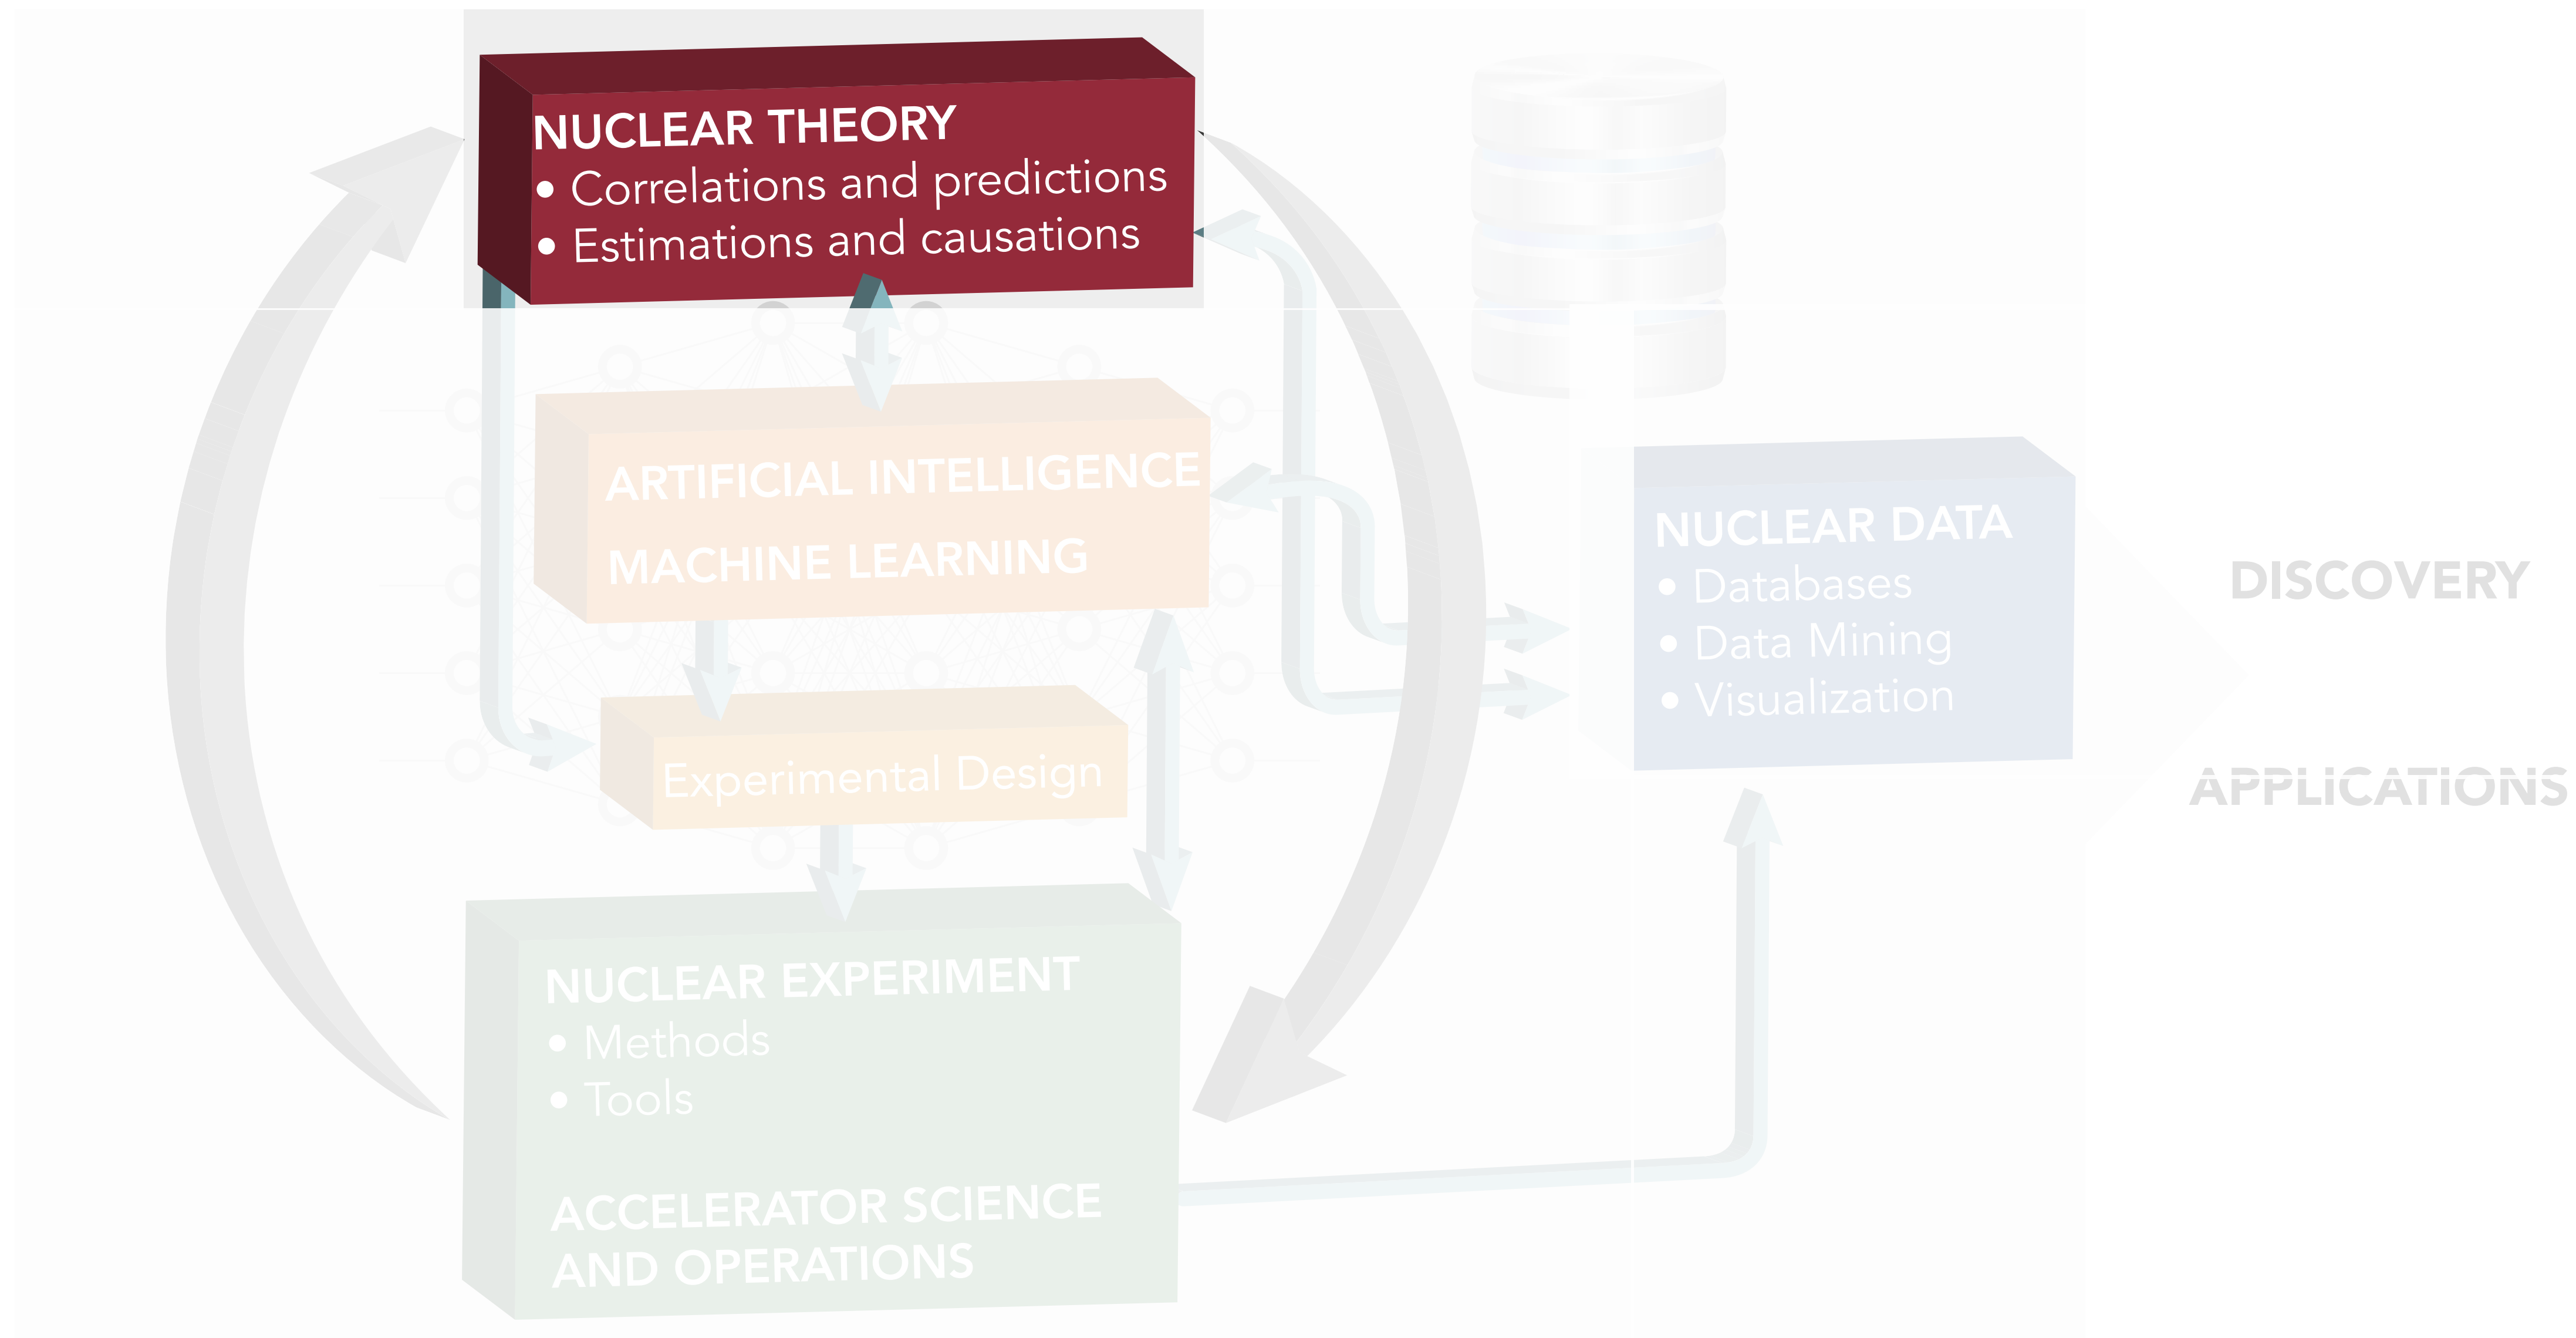 NUCLEAR THEORY
• Correlations and predictions
• Estimations and causations
ARTIFICIAL INTELLIGENCE
MACHINE LEARNING
Experimental Design
NUCLEAR EXPERIMENT
• Methods
• Tools
ACCELERATOR SCIENCE
AND OPERATIONS
NUCLEAR DATA
• Databases
• Data Mining
• Visualization
DISCOVERY
APPLICATIONS